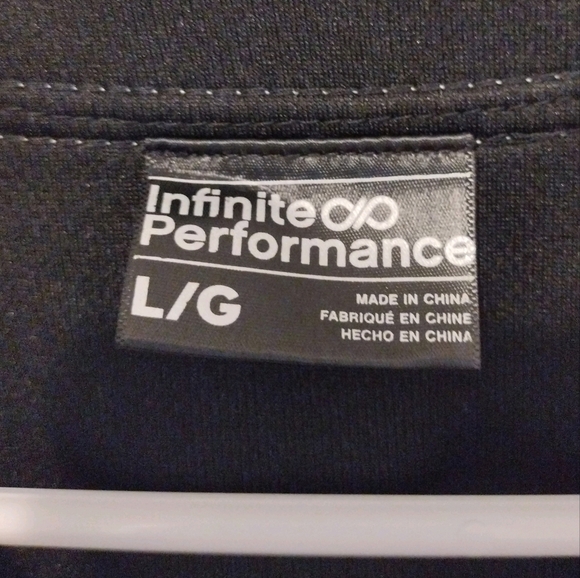 Infinite
Performance
L/G
MADE IN CHINA
FABRIQUÉ EN CHINE
HECHO EN CHINA